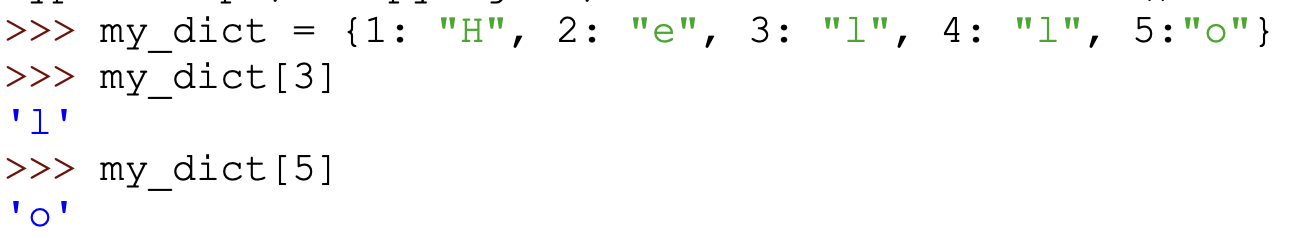 >>> my_dict = {1: "H", 2: "e", 3: "l", 4: "l", 5:"o"}
>>> my_dict[3]
'l'
>>> my_dict[5]
'o'